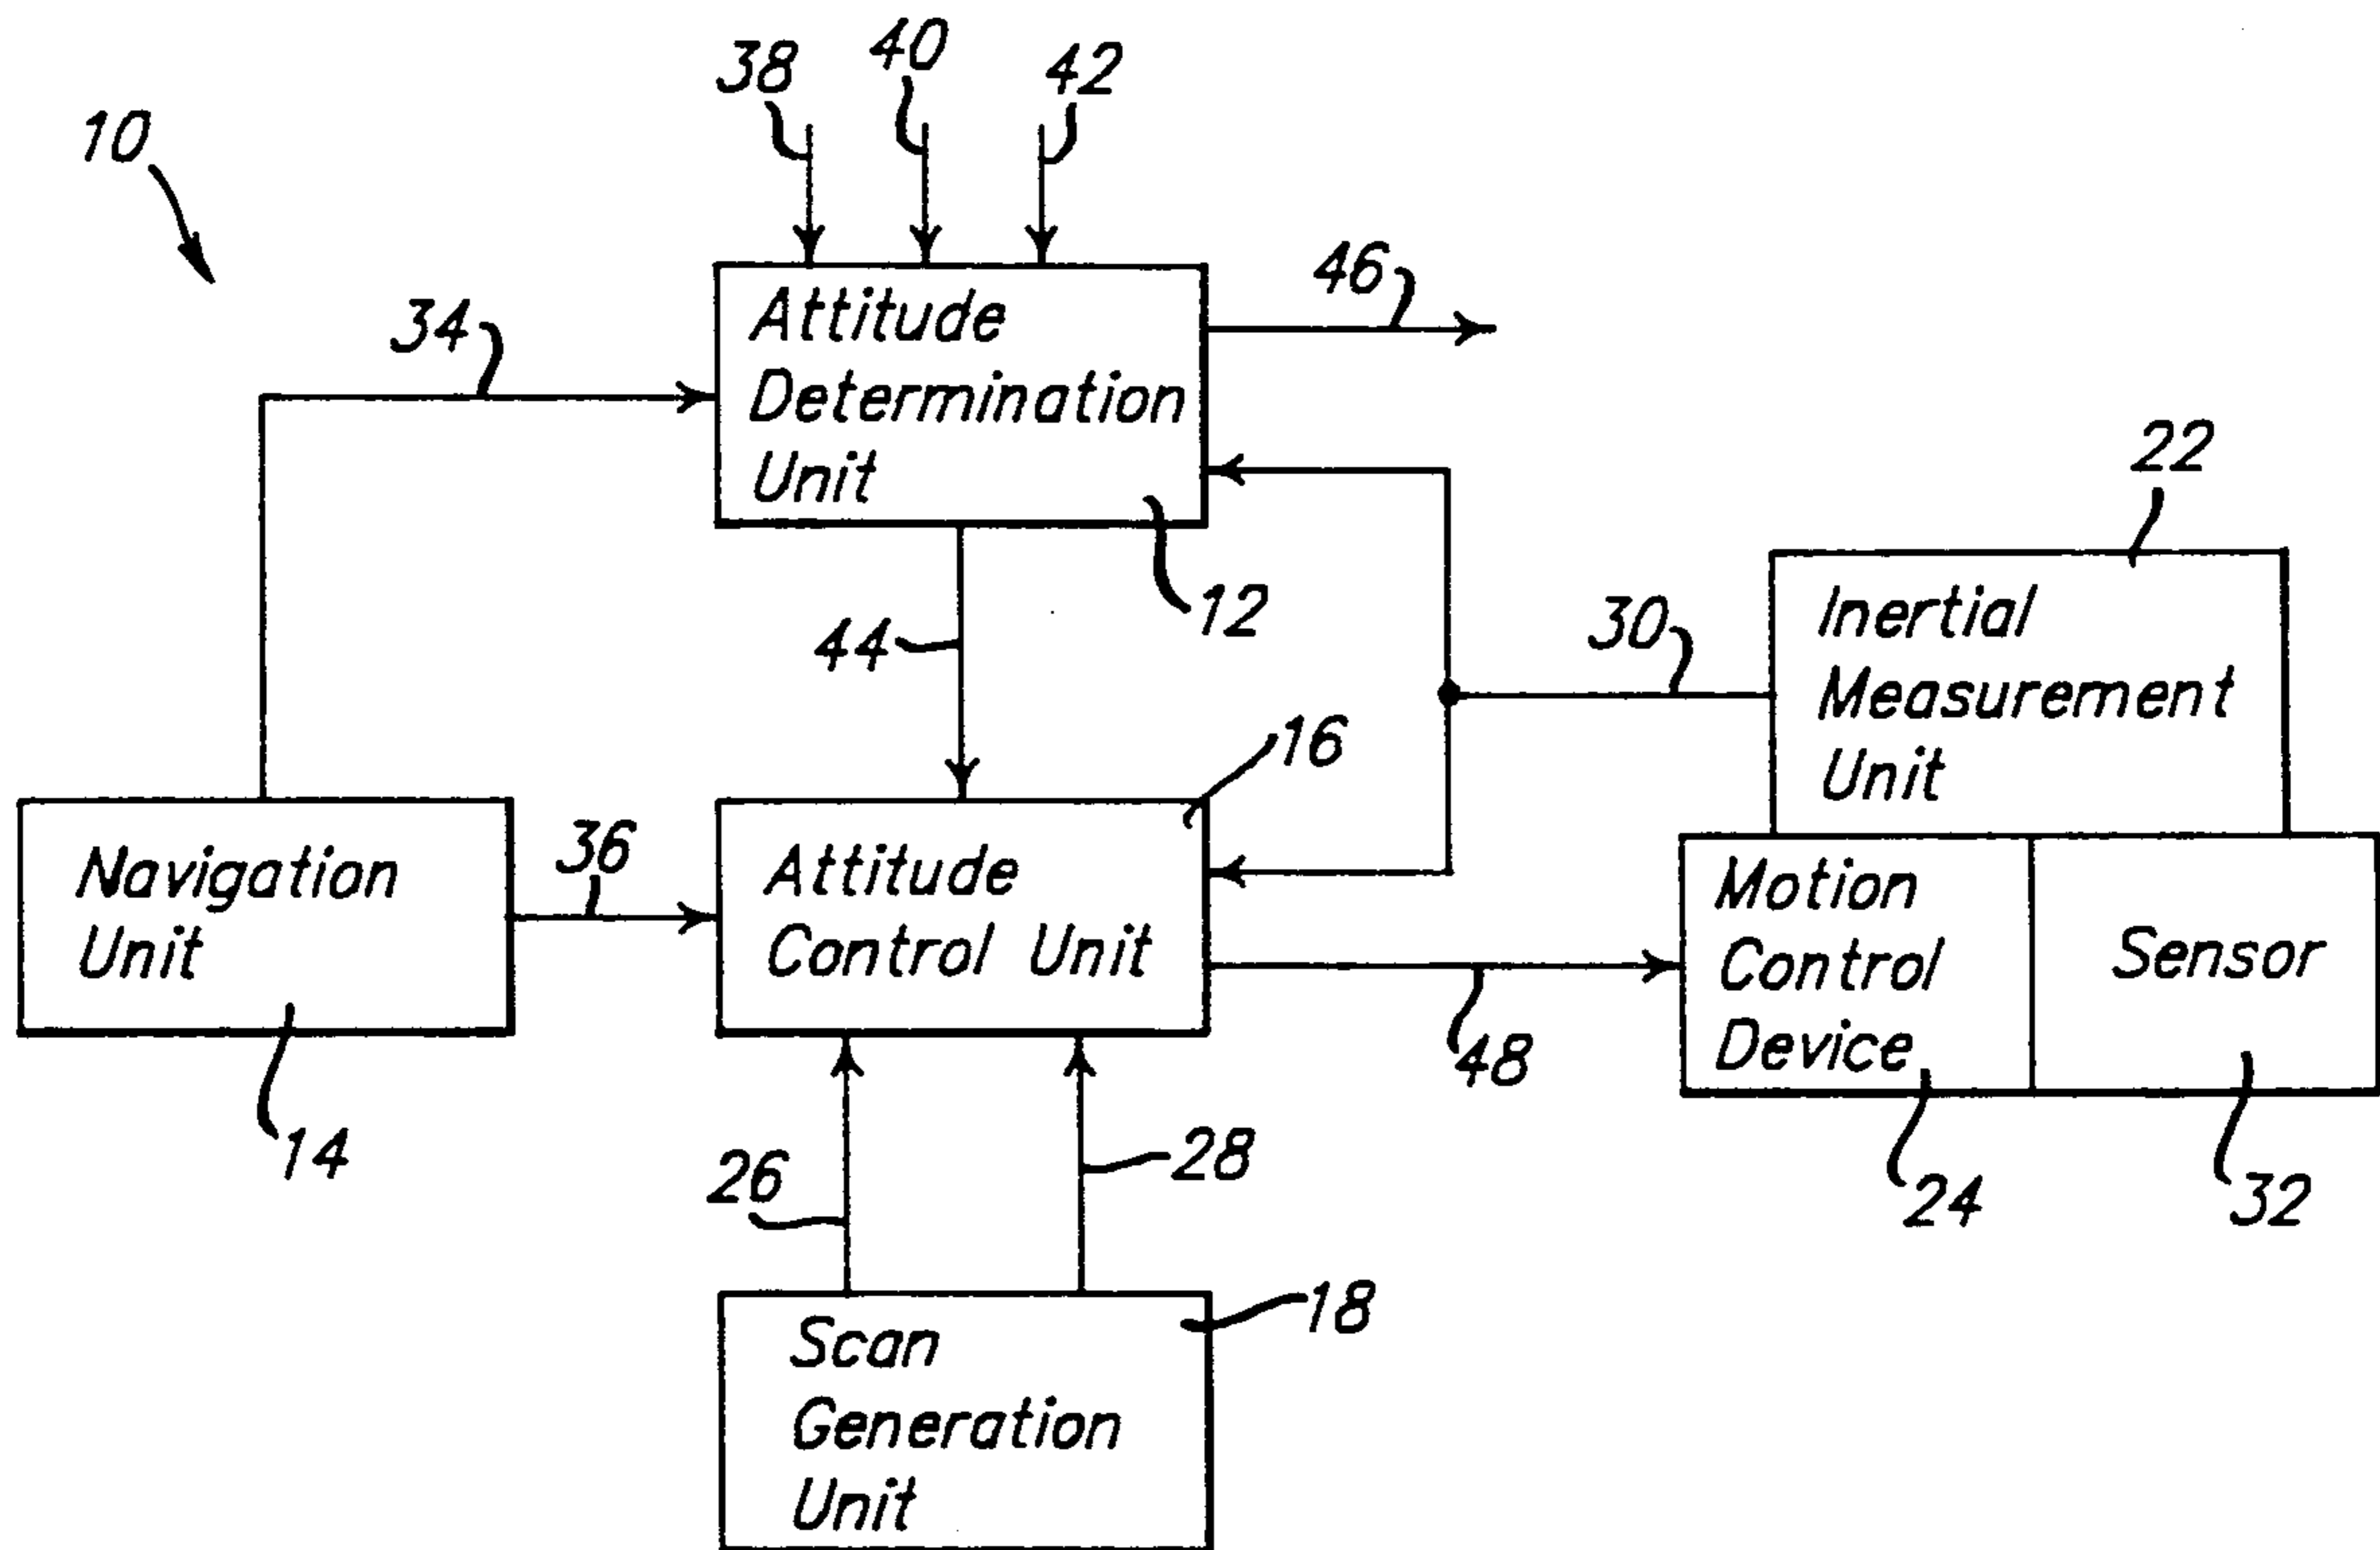 38
40
42
10
46
34
Attitude
Determination
Unit
22
12
30
Inertial
Measurement
Unit
44
16
36
Navigation
Unit
Attitude
Control Unit
Motion
Control
Device
Sensor
48
14
26
28
24
32
18
Scan
Generation
Unit